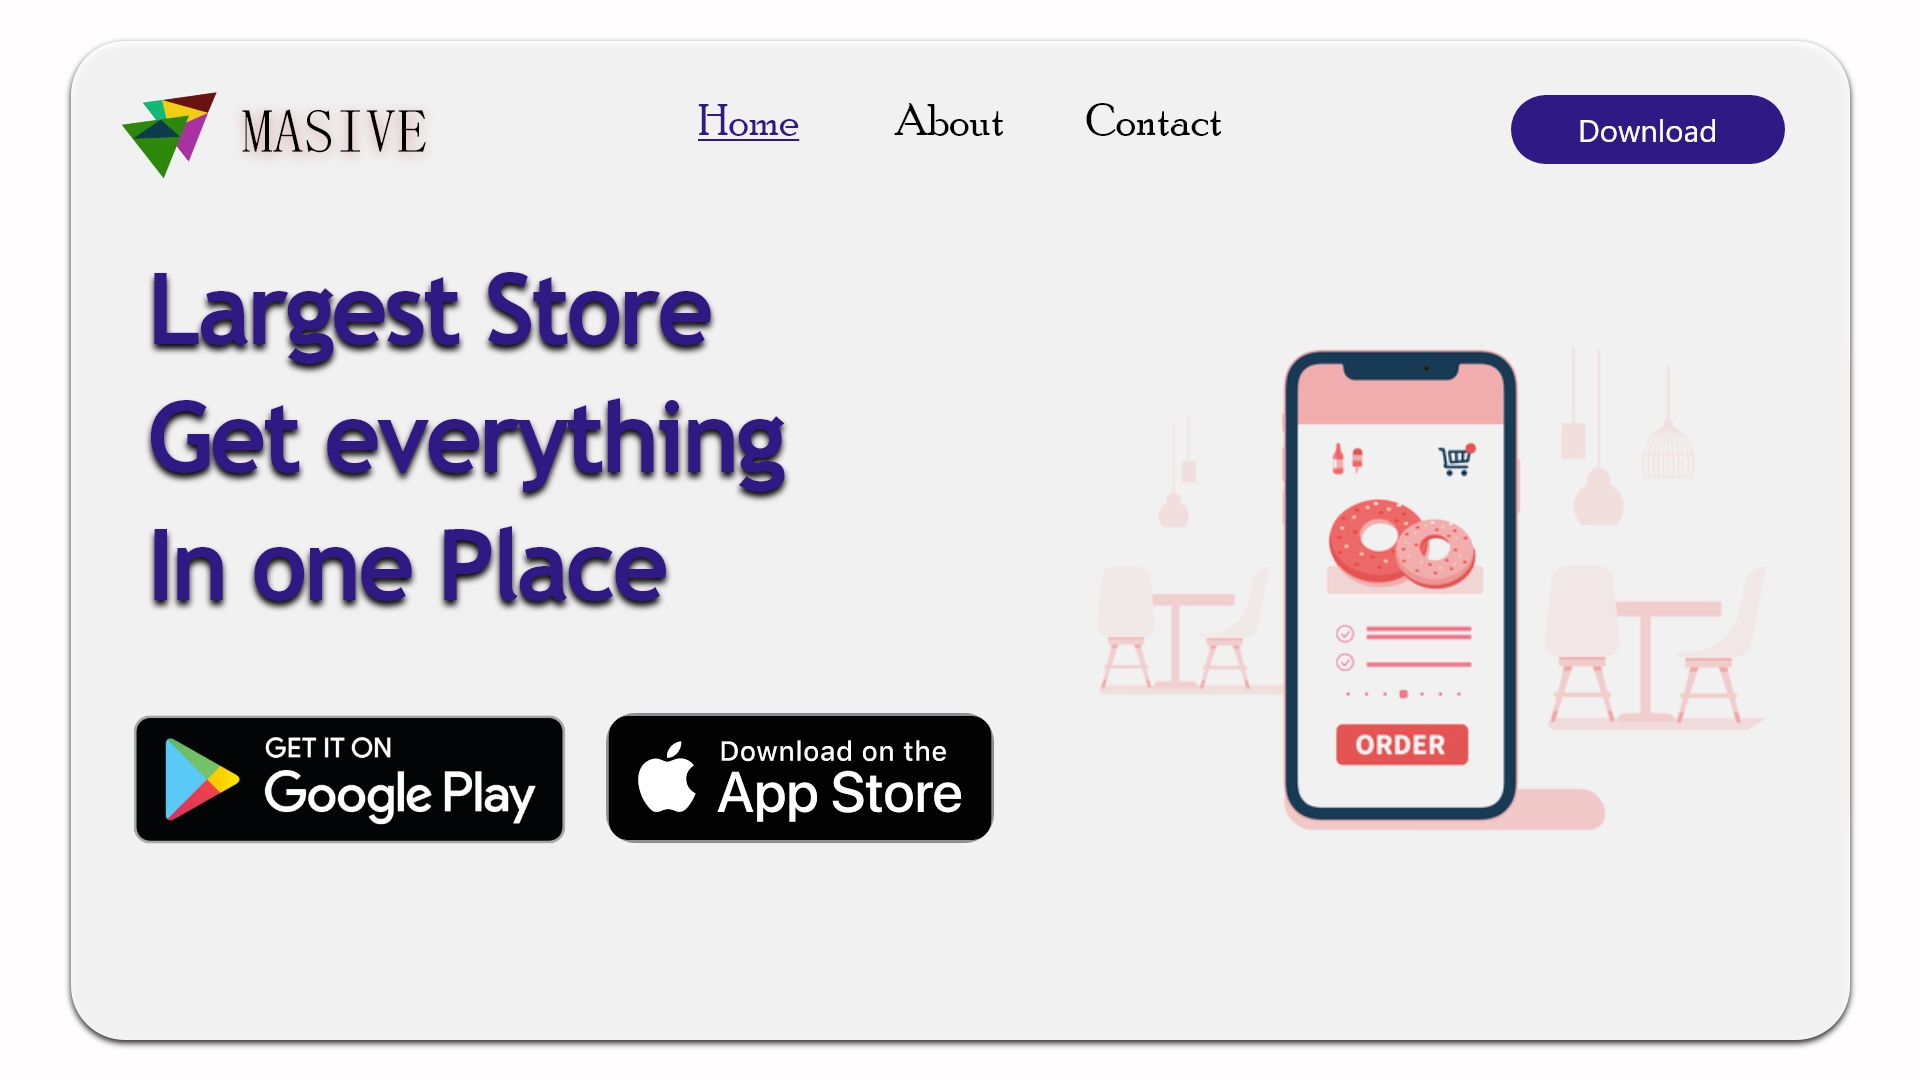 MASIVE
Home About Contact
Download
Largest Store
Get everything
In one Place
GET IT ON
Google Play
Download on the
App Store
ORDER